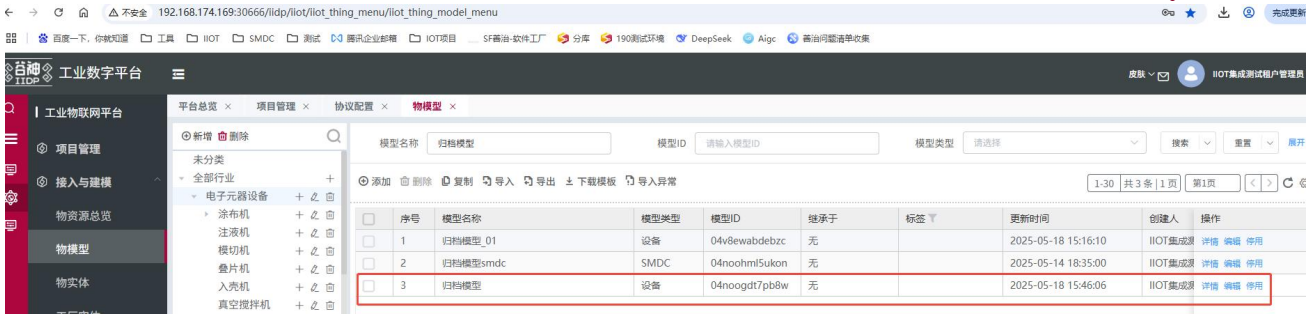 不安全 192.168.174.169:30666/iidp/iiot/iiot_thing_menu/iiot_thing_model_menu 完成更新
百度一下，你就知道 工具 IIOT SMDC 测试 腾讯企业邮箱 IOT项目 SF善治-软件工厂 分库 190测试环境 DeepSeek Aigc 善治问题清单收集
谷神 IIDP 工业数字平台 皮肤 IIOT集成测试租户管理员
工业物联网平台 平台总览 × 项目管理 × 协议配置 × 物模型 ×
项目管理
接入与建模
物资源总览
物模型
物实体
新增 删除
未分类
全部行业
电子元器设备
涂布机
注液机
模切机
叠片机
入壳机
真空搅拌机
模型名称 归档模型 模型ID 请输入模型ID 模型类型 请选择 搜索 重置 展开
添加 删除 复制 导入 导出 下载模板 导入异常 1-30 共3条|1页 第1页
序号 模型名称 模型类型 模型ID 继承于 标签 更新时间 创建人 操作
1 归档模型_01 设备 04v8ewabdebzc 无 2025-05-18 15:16:10 IIOT集成测 详情 编辑 停用
2 归档模型smdc SMDC 04noohml5ukon 无 2025-05-14 18:35:00 IIOT集成测 详情 编辑 停用
3 归档模型 设备 04noogdt7pb8w 无 2025-05-18 15:46:06 IIOT集成测 详情 编辑 停用